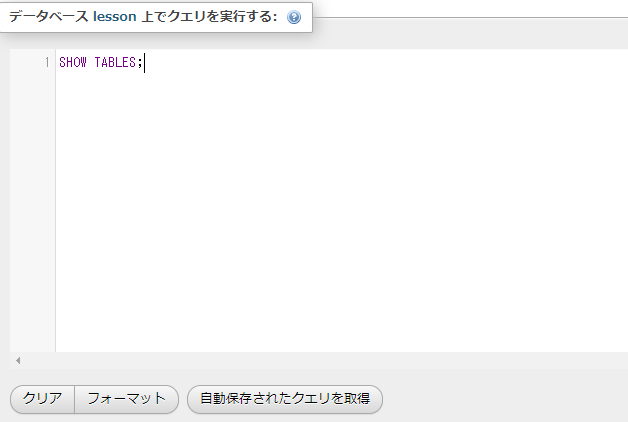 データベース lesson 上でクエリを実行する:
1 SHOW TABLES;
クリア フォーマット 自動保存されたクエリを取得